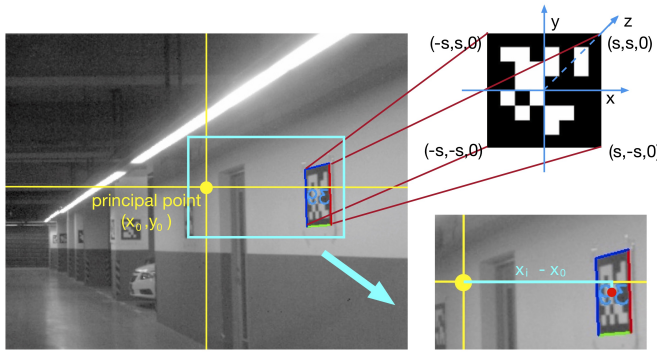 (-s,s,0)
y
z
(s,s,0)
x
(-s,-s,0)
(s,-s,0)
principal point
(x₀,y₀)
xᵢ - x₀